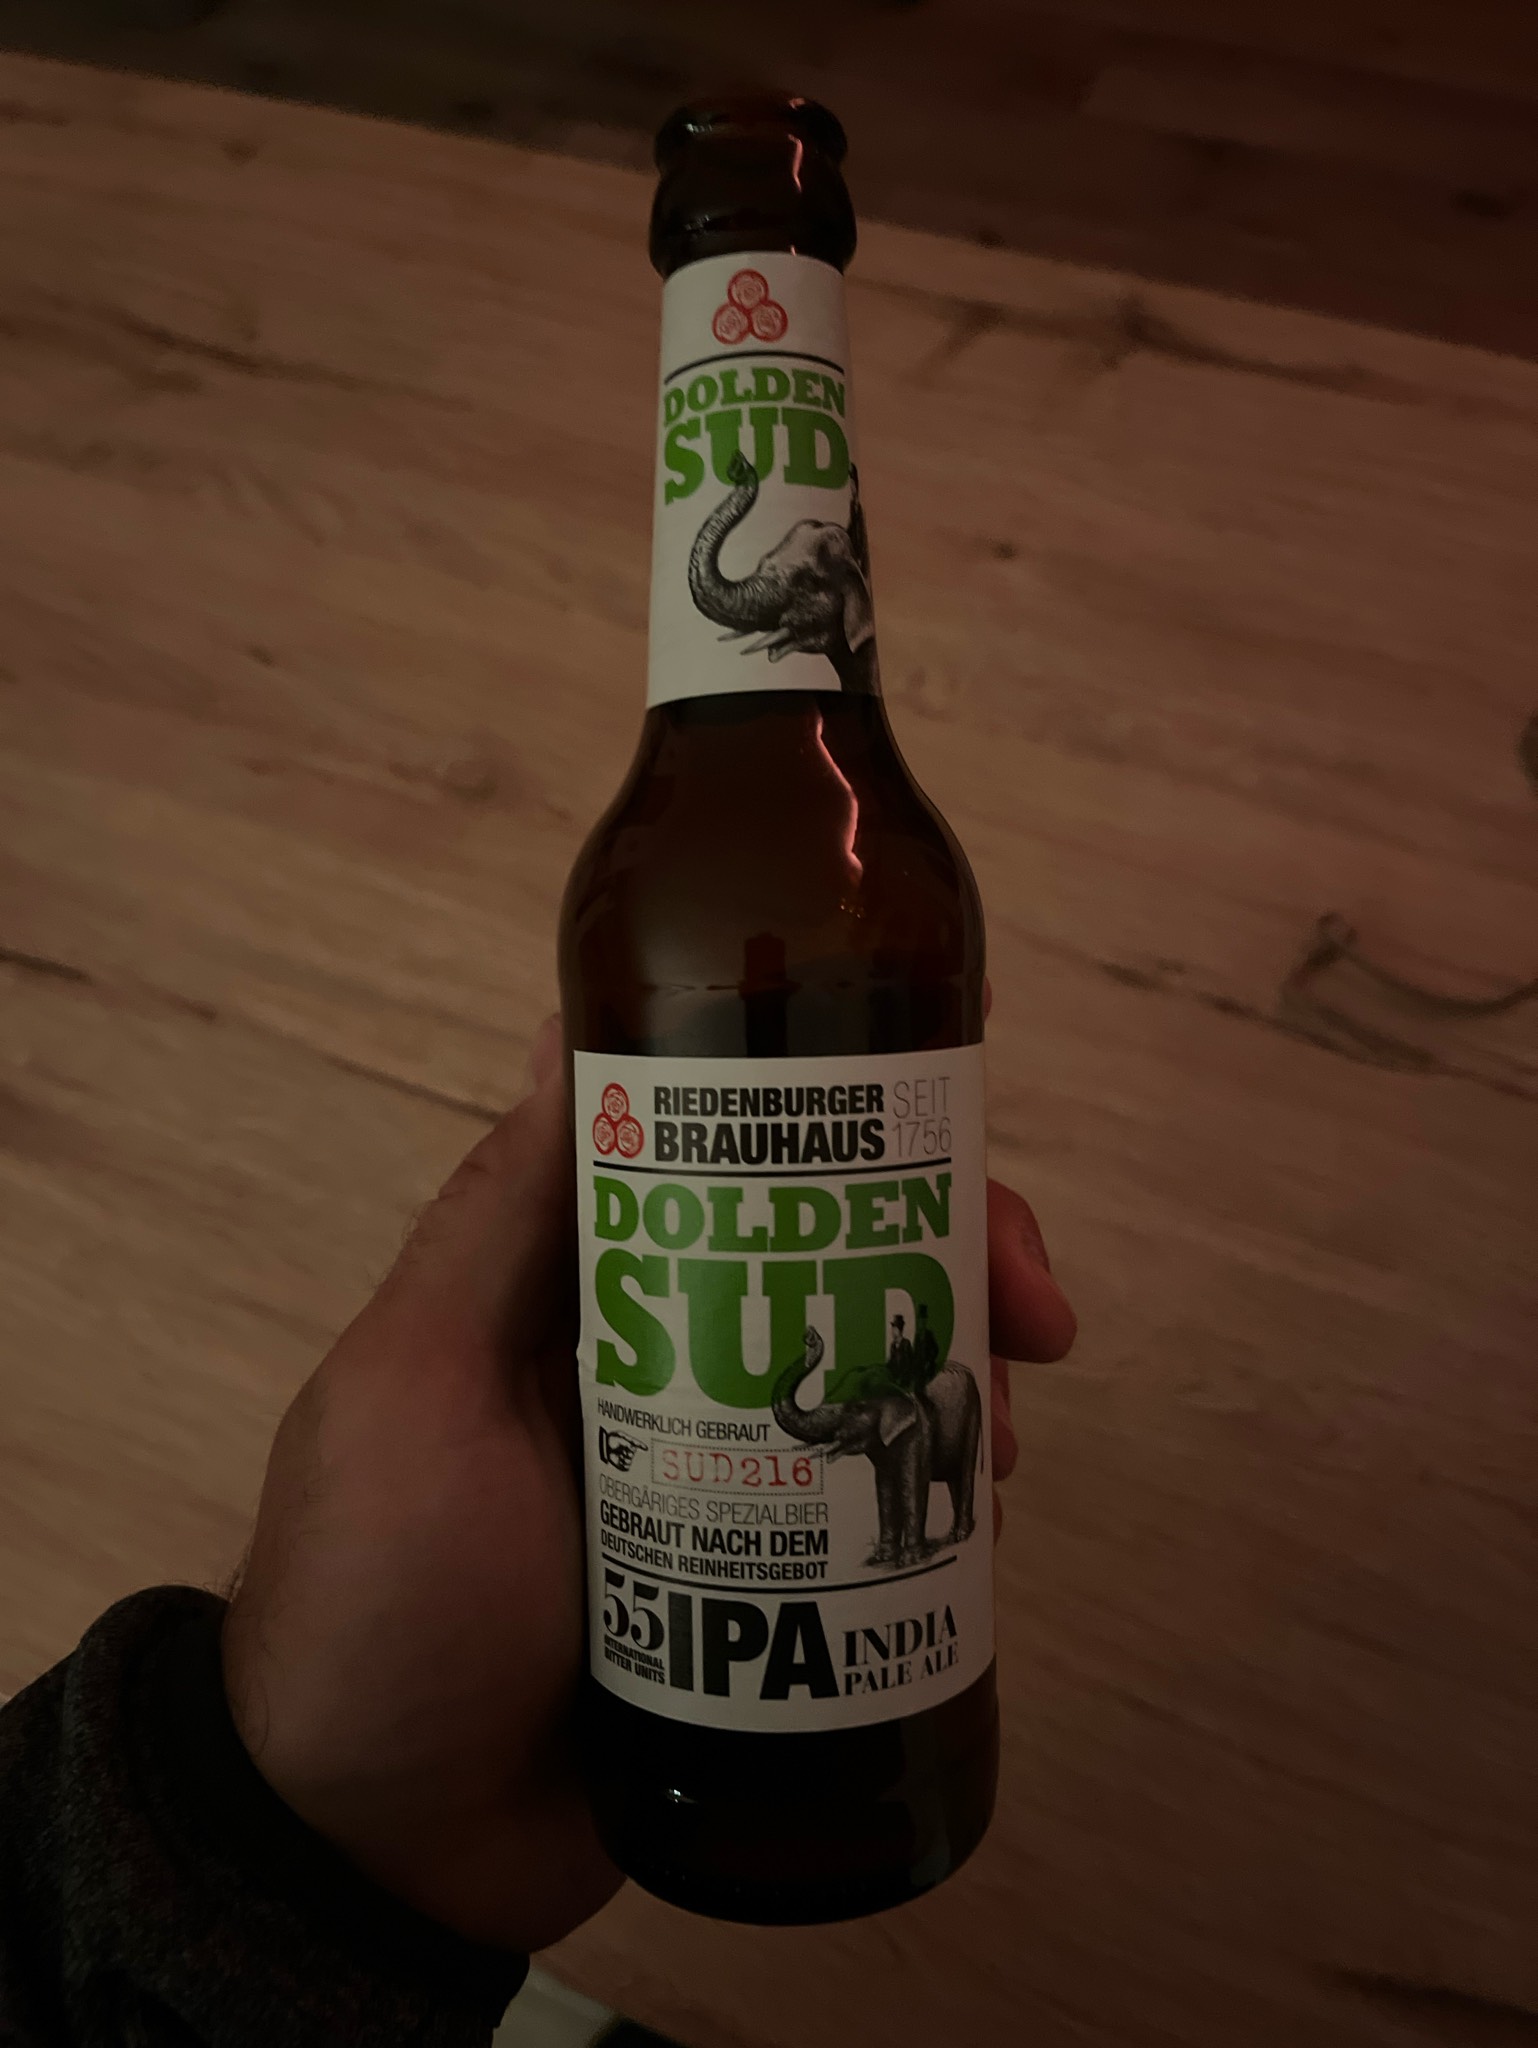 DOLDEN
SUD
RIEDENBURGER
BRAUHAUS
SEIT
1756
DOLDEN
SUD
HANDWERKLICH GEBRAUT
SUD216
OBERGÄRIGES SPEZIALBIER
GEBRAUT NACH DEM
DEUTSCHEN REINHEITSGEBOT
55
INTERNATIONAL
BITTER UNITS
IPA
INDIA
PALE ALE